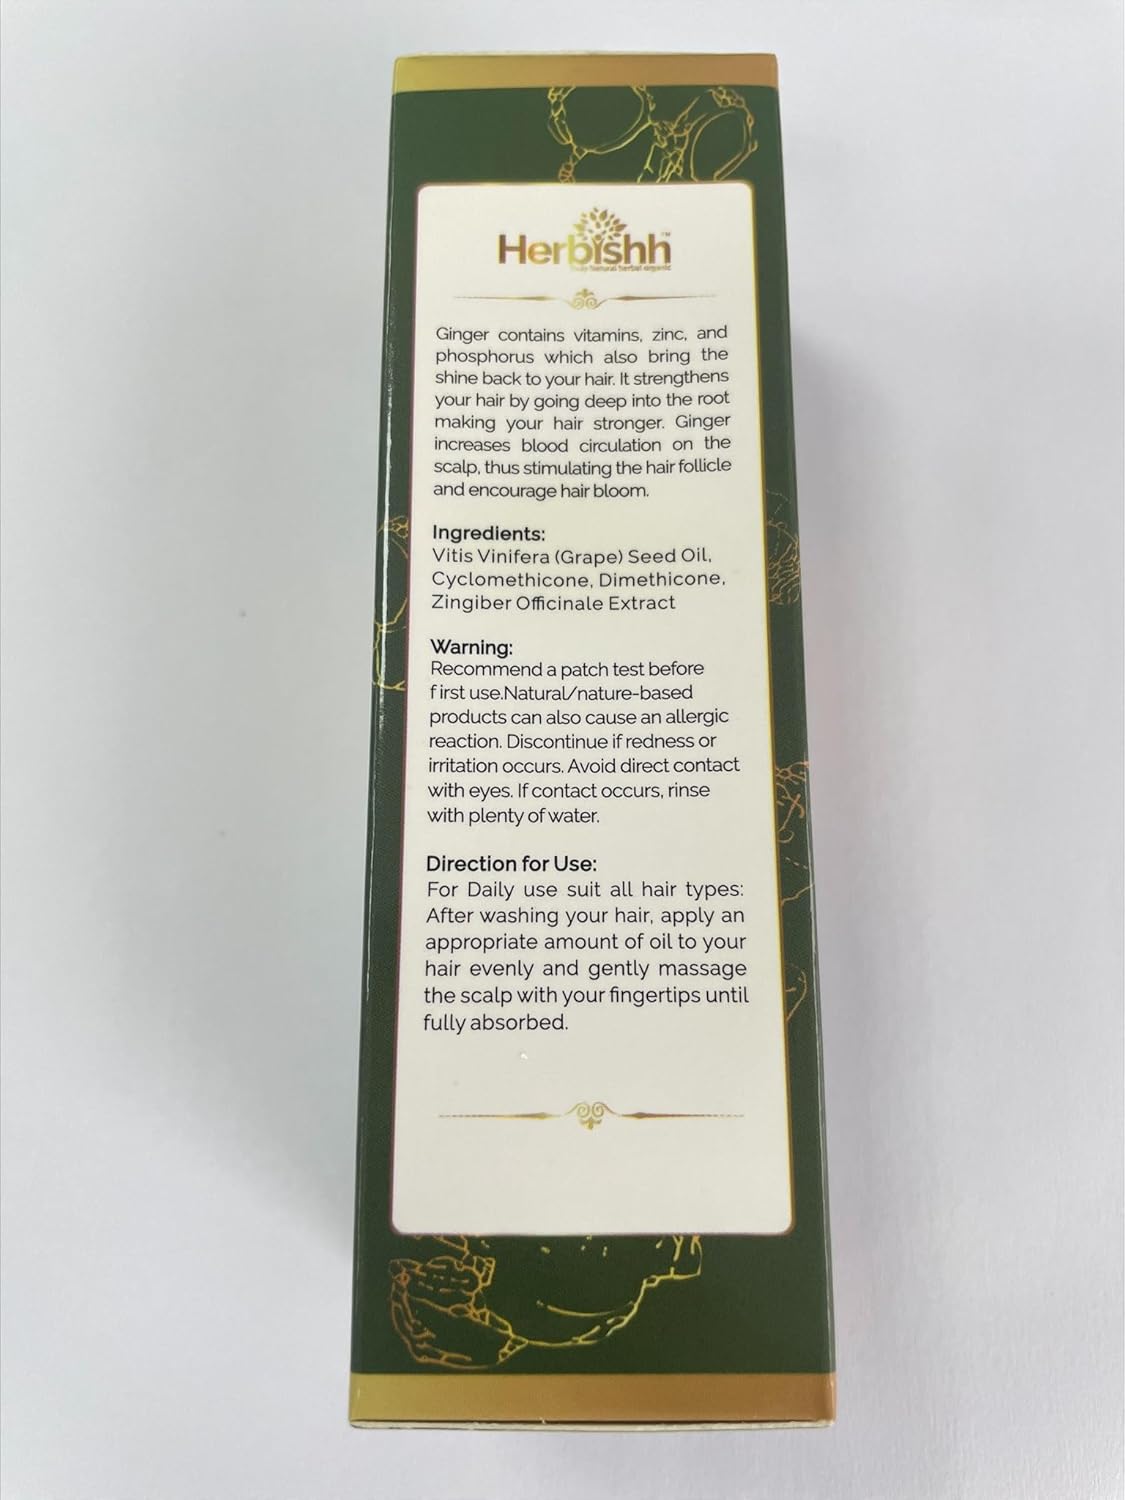 Herbishh™
Truly Natural herbal organic
Ginger contains vitamins, zinc, and
phosphorus which also bring the
shine back to your hair. It strengthens
your hair by going deep into the root
making your hair stronger. Ginger
increases blood circulation on the
scalp, thus stimulating the hair follicle
and encourage hair bloom.
Ingredients:
Vitis Vinifera (Grape) Seed Oil,
Cyclomethicone, Dimethicone,
Zingiber Officinale Extract
Warning:
Recommend a patch test before
f irst use.Natural/nature-based
products can also cause an allergic
reaction. Discontinue if redness or
irritation occurs. Avoid direct contact
with eyes. If contact occurs, rinse
with plenty of water.
Direction for Use:
For Daily use suit all hair types:
After washing your hair, apply an
appropriate amount of oil to your
hair evenly and gently massage
the scalp with your fingertips until
fully absorbed.